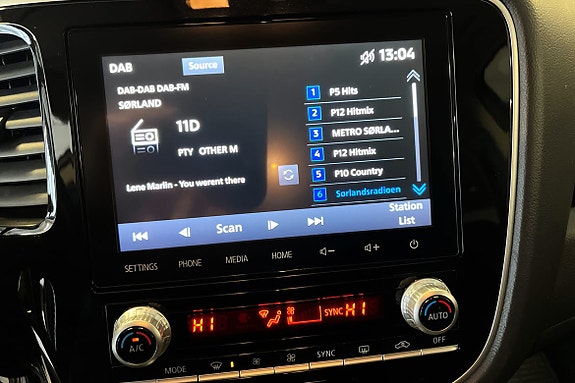 DAB Source 13:04
DAB-DAB DAB-FM
SØRLAND
11D
PTY OTHER M
Lene Marlin - You werent there
1 P5 Hits
2 P12 Hitmix
3 METRO SØRLA...
4 P12 Hitmix
5 P10 Country
6 Sørlandsradioen
Scan
Station
List
SETTINGS PHONE MEDIA HOME
HI SYNC HI
A/C AUTO
MODE SYNC OFF